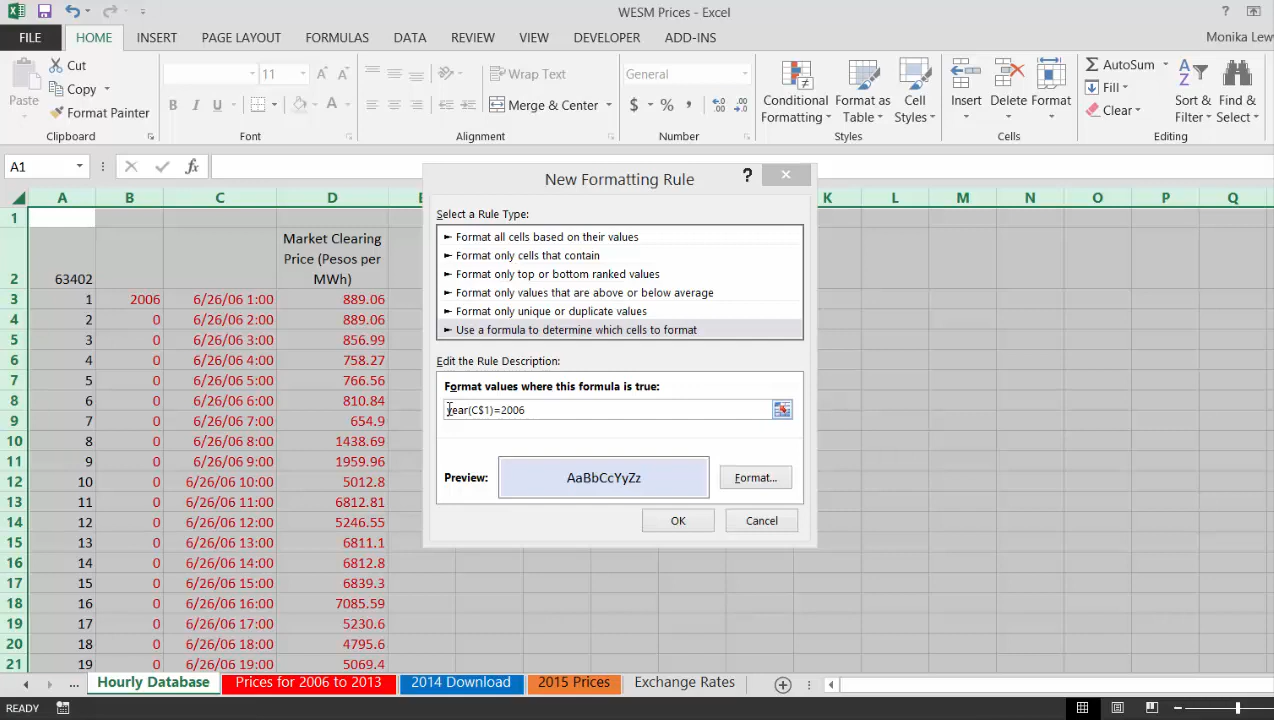 WESM Prices - Excel
?
FILE HOME INSERT PAGE LAYOUT FORMULAS DATA REVIEW VIEW DEVELOPER ADD-INS Monika Lew
Paste
Cut
Copy
Format Painter
Clipboard
11 A A
B I U A
Font
Wrap Text
Merge & Center
Alignment
General
$ % ,
Number
Conditional Formatting
Format as Table
Cell Styles
Styles
Insert Delete Format
Cells
AutoSum
Fill
Clear
Sort & Filter
Find & Select
Editing
A1 fx
A B C D E K L M N O P Q
1
2 63402 Market Clearing Price (Pesos per MWh)
3 1 2006 6/26/06 1:00 889.06
4 2 0 6/26/06 2:00 889.06
5 3 0 6/26/06 3:00 856.99
6 4 0 6/26/06 4:00 758.27
7 5 0 6/26/06 5:00 766.56
8 6 0 6/26/06 6:00 810.84
9 7 0 6/26/06 7:00 654.9
10 8 0 6/26/06 8:00 1438.69
11 9 0 6/26/06 9:00 1959.96
12 10 0 6/26/06 10:00 5012.8
13 11 0 6/26/06 11:00 6812.81
14 12 0 6/26/06 12:00 5246.55
15 13 0 6/26/06 13:00 6811.1
16 14 0 6/26/06 14:00 6812.8
17 15 0 6/26/06 15:00 6839.3
18 16 0 6/26/06 16:00 7085.59
19 17 0 6/26/06 17:00 5230.6
20 18 0 6/26/06 18:00 4795.6
21 19 0 6/26/06 19:00 5069.4
New Formatting Rule ?
Select a Rule Type:
► Format all cells based on their values
► Format only cells that contain
► Format only top or bottom ranked values
► Format only values that are above or below average
► Format only unique or duplicate values
► Use a formula to determine which cells to format
Edit the Rule Description:
Format values where this formula is true:
year(C$1)=2006
Preview: AaBbCcYyZz Format...
OK Cancel
... Hourly Database Prices for 2006 to 2013 2014 Download 2015 Prices Exchange Rates
READY